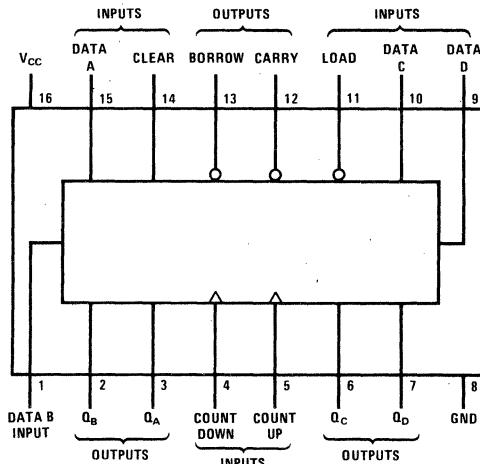 INPUTS OUTPUTS INPUTS
VCC DATA A CLEAR BORROW CARRY LOAD DATA C DATA D
16 15 14 13 12 11 10 9
1 2 3 4 5 6 7 8
DATA B INPUT QB QA COUNT DOWN COUNT UP QC QD GND
OUTPUTS INPUTS OUTPUTS